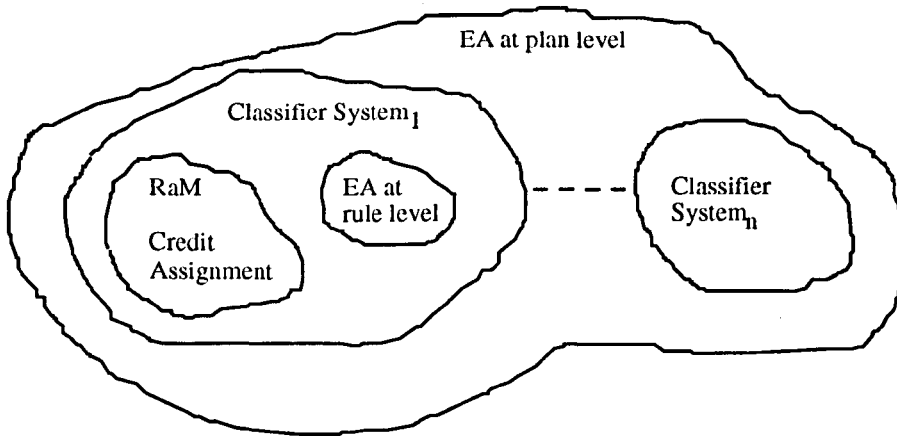 EA at plan level
Classifier System1
RaM
Credit
Assignment
EA at
rule level
Classifier
Systemn